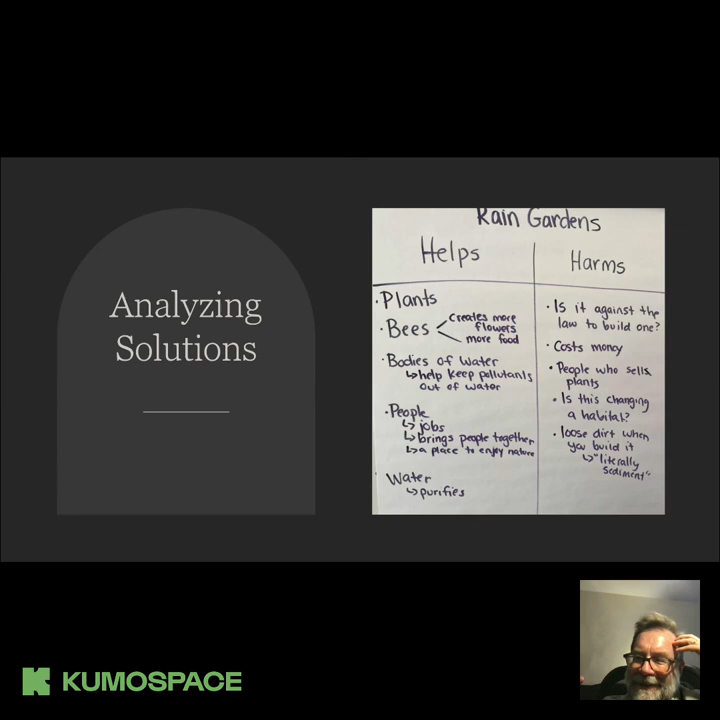 Analyzing
Solutions
Rain Gardens
Helps
Harms
· Plants
· Bees
creates more
flowers
more food
· Bodies of Water
↳ help keep pollutants
out of water
· People
↳ jobs
↳ brings people together
↳ a place to enjoy nature
Water
↳ purifies
· Is it against the
law to build one?
· Costs money
· People who sells
plants
· Is this changing
a habitat?
· loose dirt when
you build it
↳ "literally
sediment"
KUMOSPACE